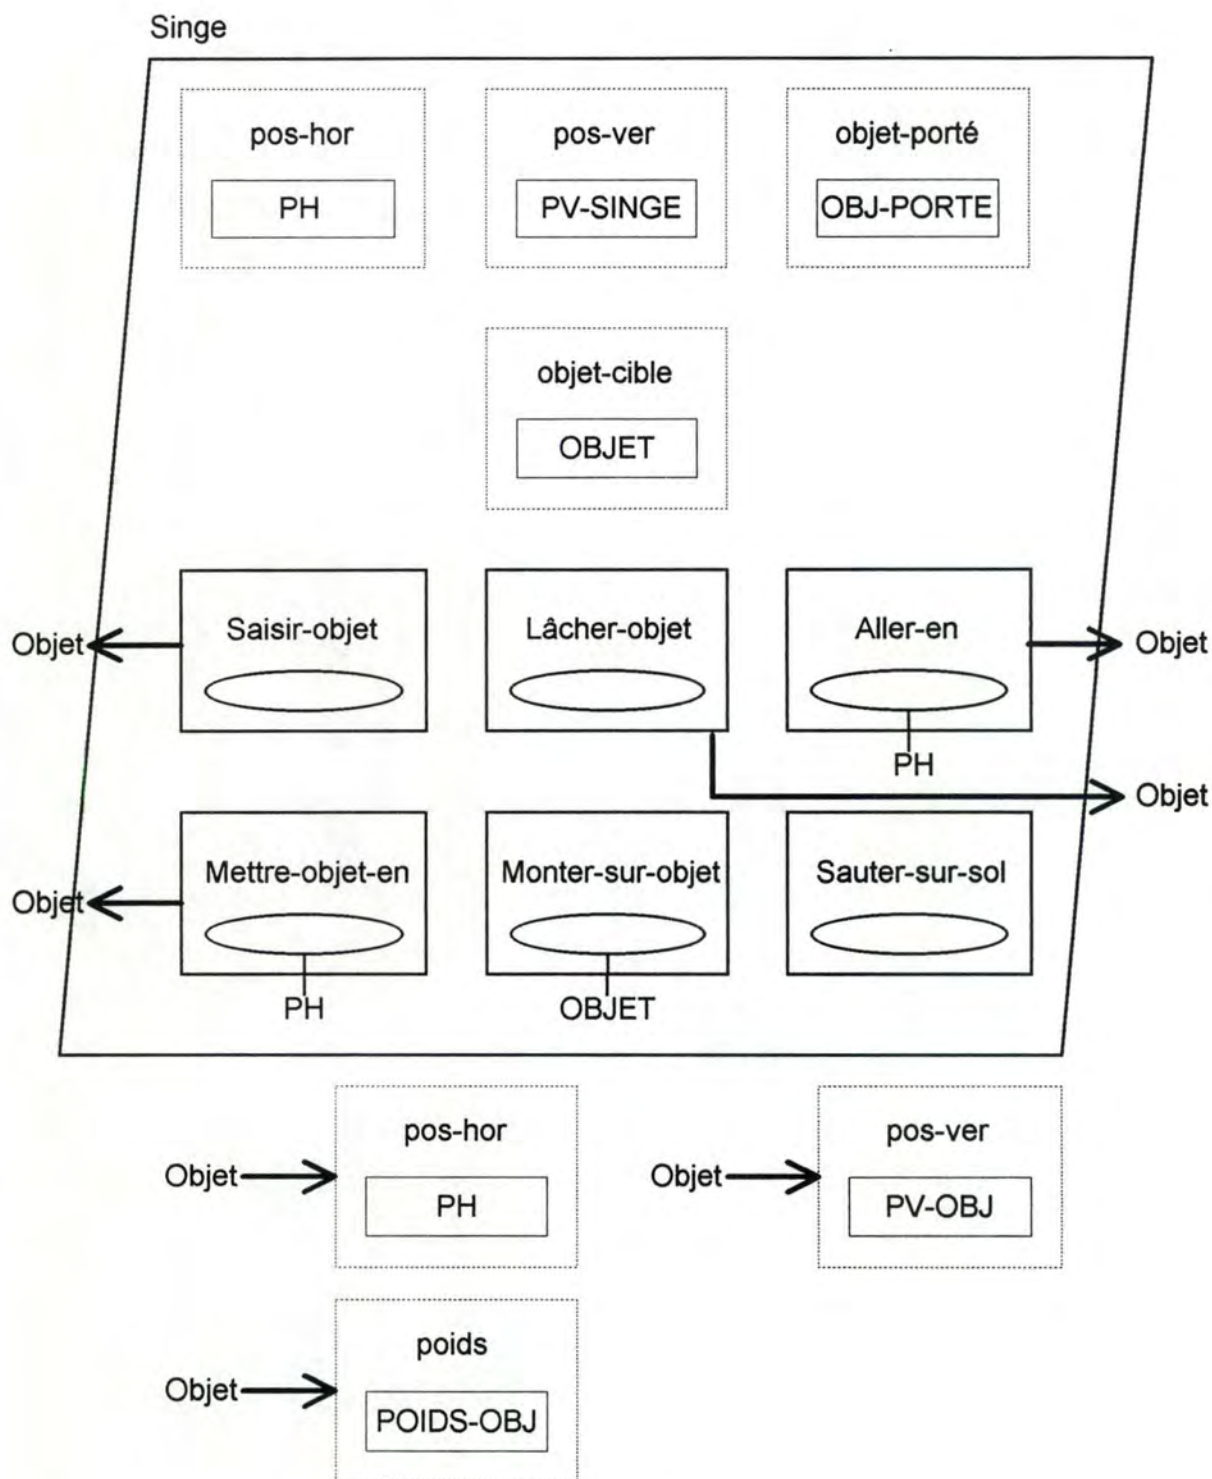 Singe
pos-hor pos-ver objet-porté
PH PV-SINGE OBJ-PORTE
objet-cible
OBJET
Objet Saisir-objet Lâcher-objet Aller-en Objet
PH
Objet
Objet Mettre-objet-en Monter-sur-objet Sauter-sur-sol
PH OBJET
pos-hor pos-ver
Objet PH Objet PV-OBJ
poids
Objet POIDS-OBJ